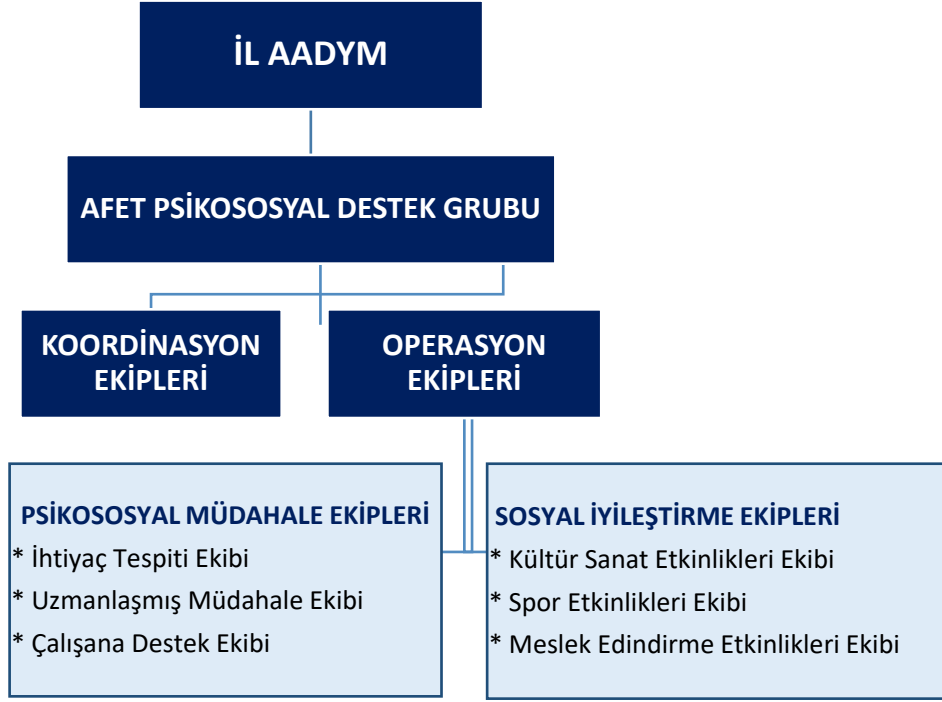 İL AADYM
AFET PSİKOSOSYAL DESTEK GRUBU
KOORDİNASYON
EKİPLERİ
OPERASYON
EKİPLERİ
PSİKOSOSYAL MÜDAHALE EKİPLERİ
* İhtiyaç Tespiti Ekibi
* Uzmanlaşmış Müdahale Ekibi
* Çalışana Destek Ekibi
SOSYAL İYİLEŞTİRME EKİPLERİ
* Kültür Sanat Etkinlikleri Ekibi
* Spor Etkinlikleri Ekibi
* Meslek Edindirme Etkinlikleri Ekibi